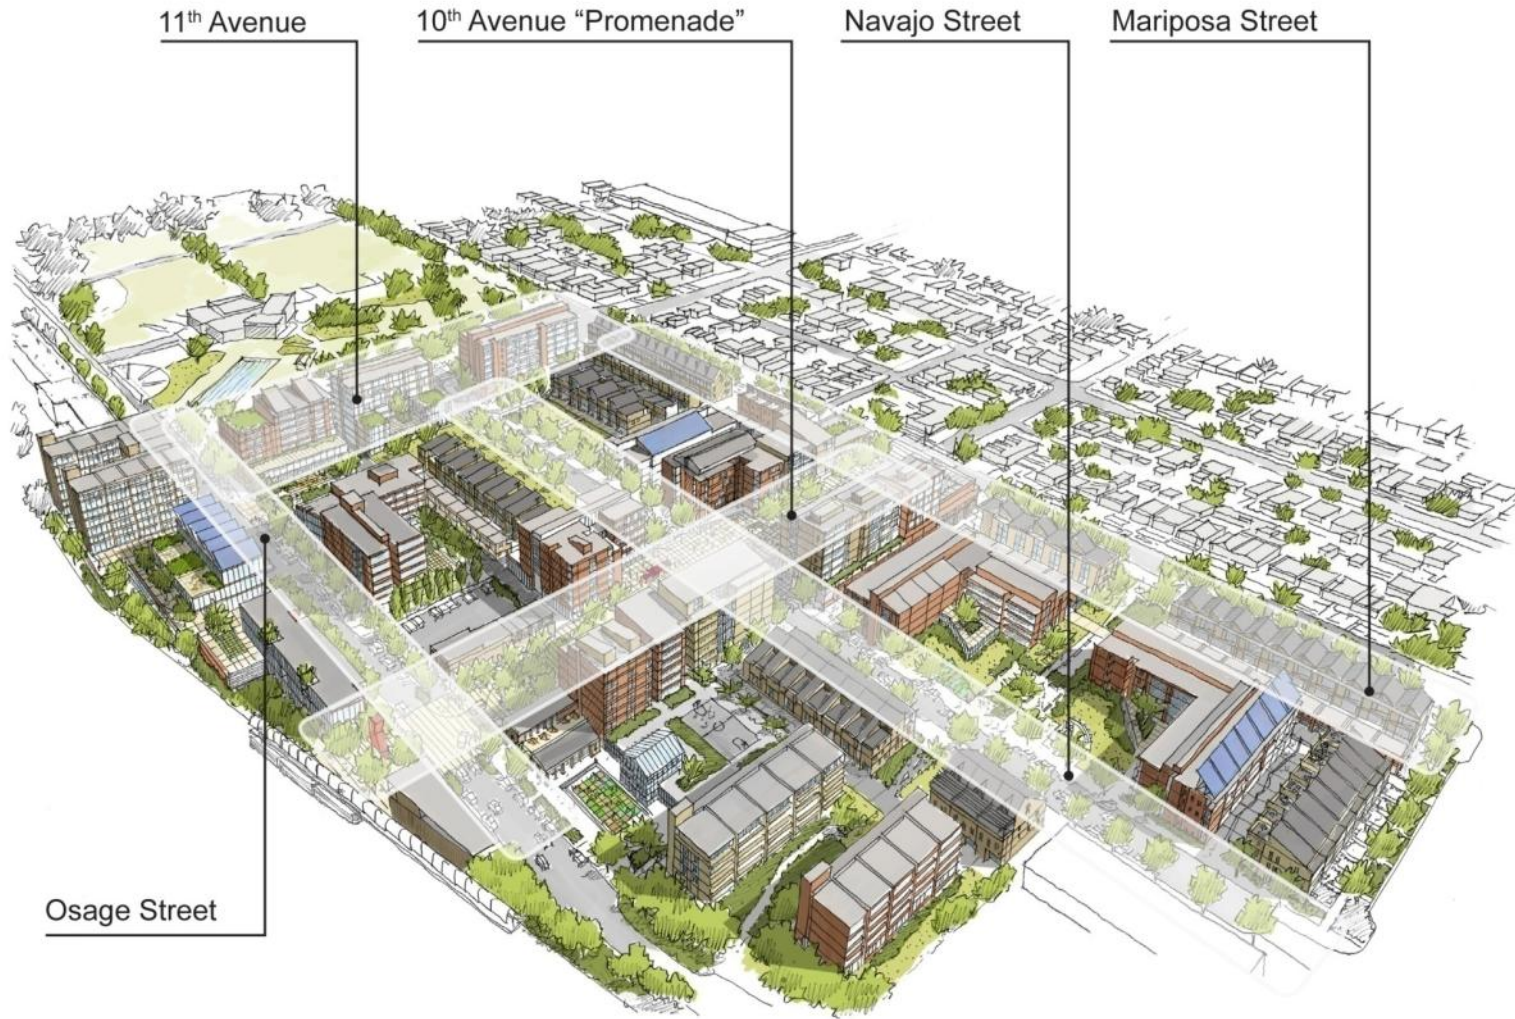 11th Avenue
10th Avenue “Promenade”
Navajo Street
Mariposa Street
Osage Street